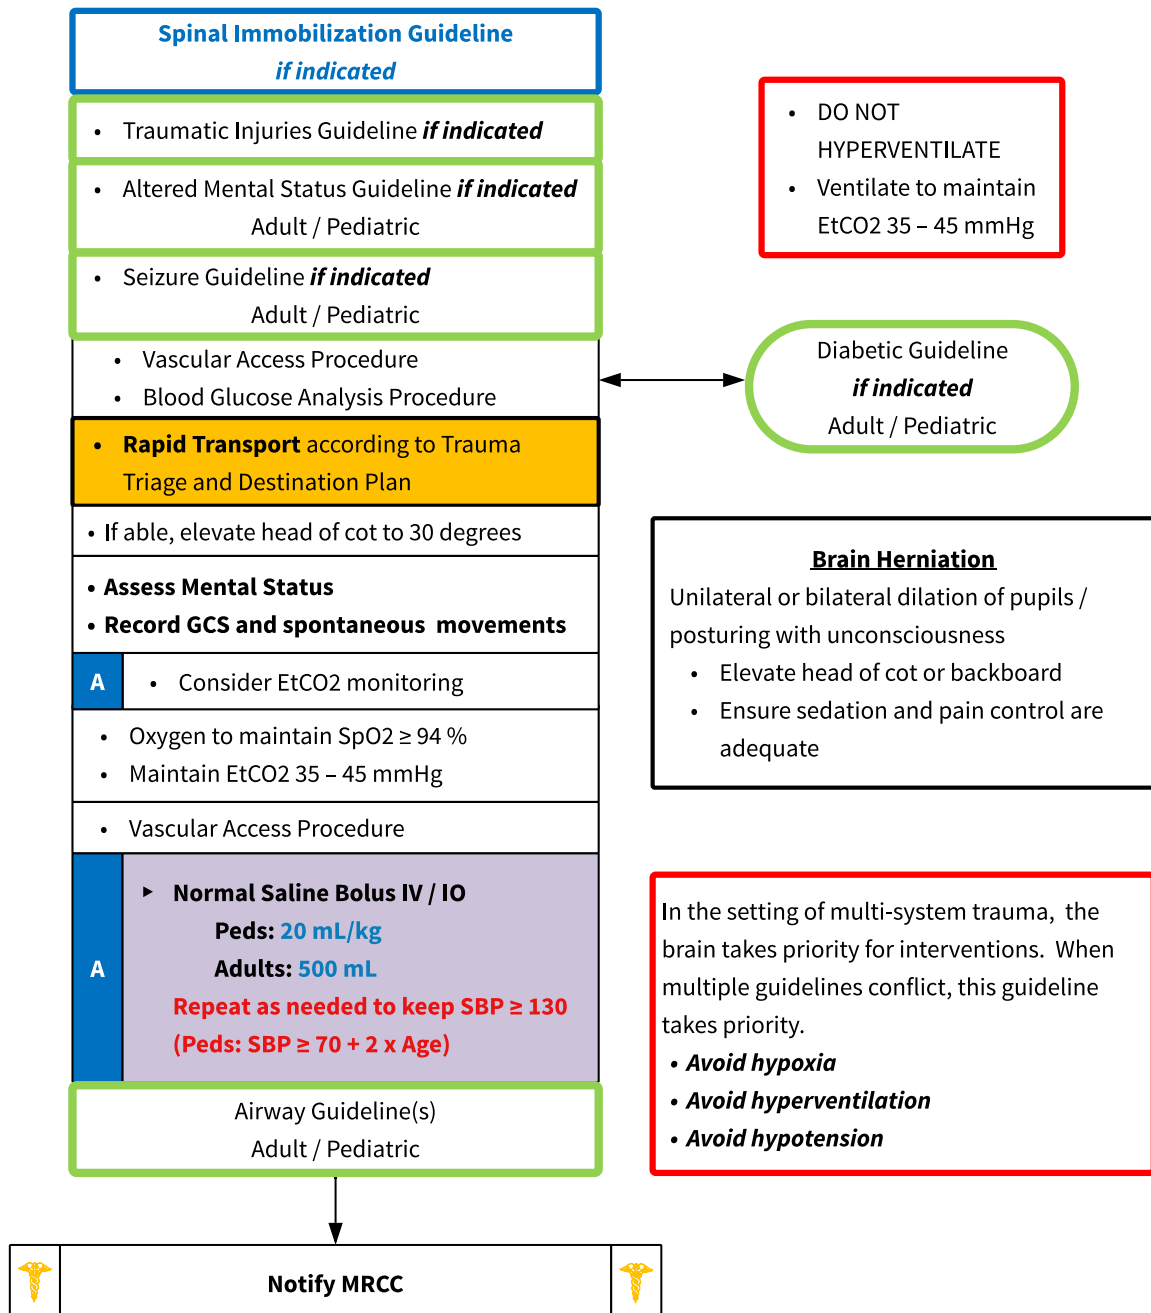 Spinal Immobilization Guideline
if indicated
• Traumatic Injuries Guideline if indicated
• Altered Mental Status Guideline if indicated
Adult / Pediatric
• Seizure Guideline if indicated
Adult / Pediatric
• Vascular Access Procedure
• Blood Glucose Analysis Procedure
• Rapid Transport according to Trauma
Triage and Destination Plan
• If able, elevate head of cot to 30 degrees
• Assess Mental Status
• Record GCS and spontaneous movements
A
• Consider EtCO2 monitoring
• Oxygen to maintain SpO2 ≥ 94 %
• Maintain EtCO2 35 – 45 mmHg
• Vascular Access Procedure
A
▸ Normal Saline Bolus IV / IO
Peds: 20 mL/kg
Adults: 500 mL
Repeat as needed to keep SBP ≥ 130
(Peds: SBP ≥ 70 + 2 x Age)
Airway Guideline(s)
Adult / Pediatric
Notify MRCC
• DO NOT
HYPERVENTILATE
• Ventilate to maintain
EtCO2 35 – 45 mmHg
Diabetic Guideline
if indicated
Adult / Pediatric
Brain Herniation
Unilateral or bilateral dilation of pupils /
posturing with unconsciousness
• Elevate head of cot or backboard
• Ensure sedation and pain control are
adequate
In the setting of multi-system trauma, the
brain takes priority for interventions. When
multiple guidelines conflict, this guideline
takes priority.
• Avoid hypoxia
• Avoid hyperventilation
• Avoid hypotension